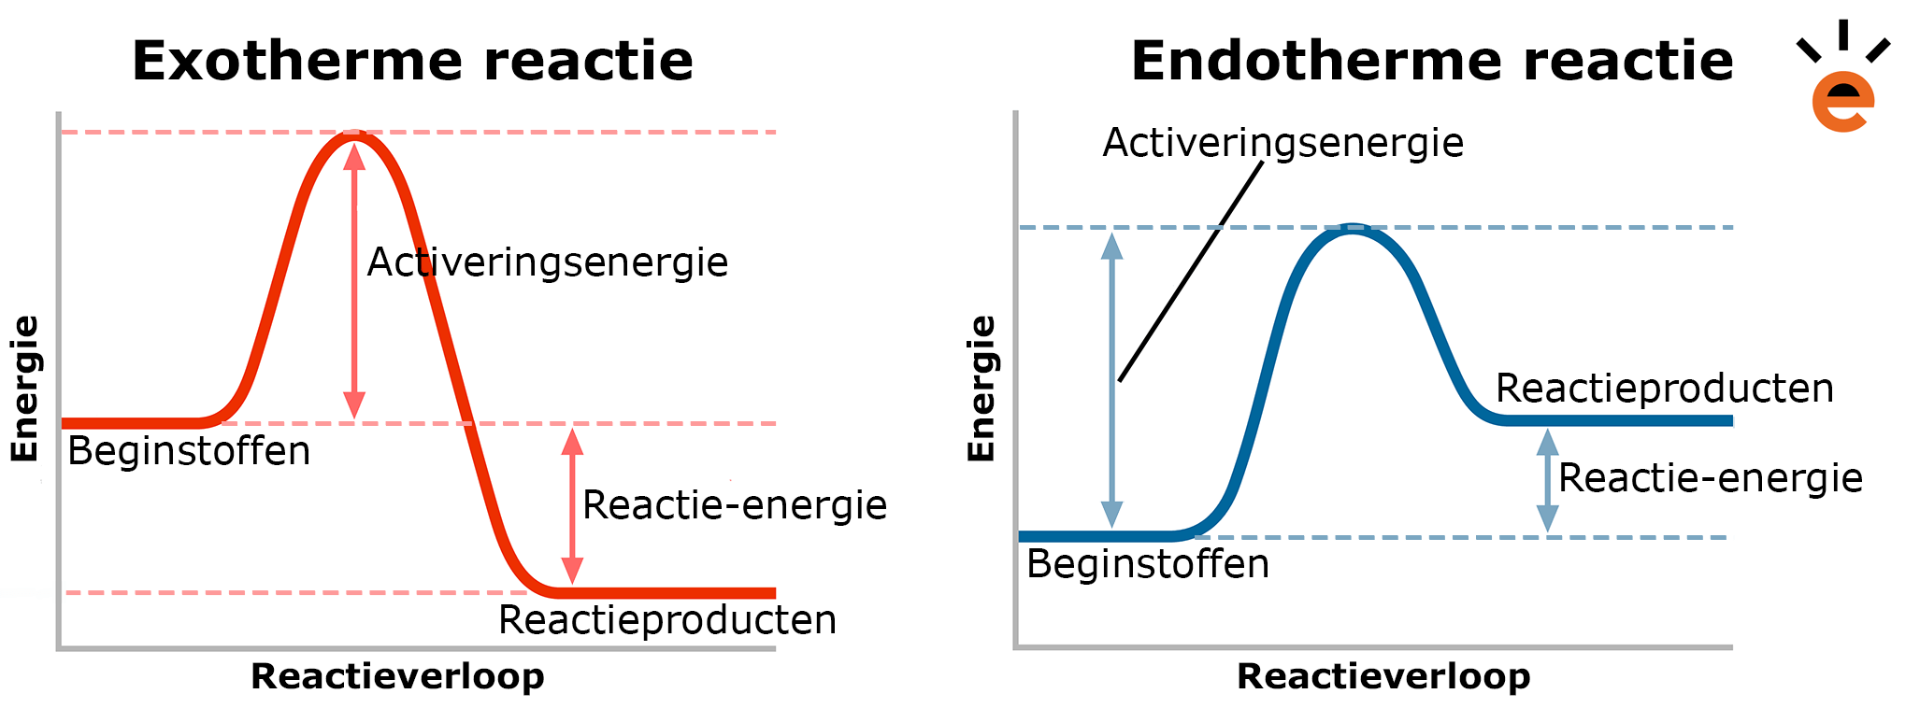 Exotherme reactie
Activeringsenergie
Energie
Beginstoffen
Reactie-energie
Reactieproducten
Reactieverloop
Endotherme reactie
e
Activeringsenergie
Energie
Reactieproducten
Reactie-energie
Beginstoffen
Reactieverloop